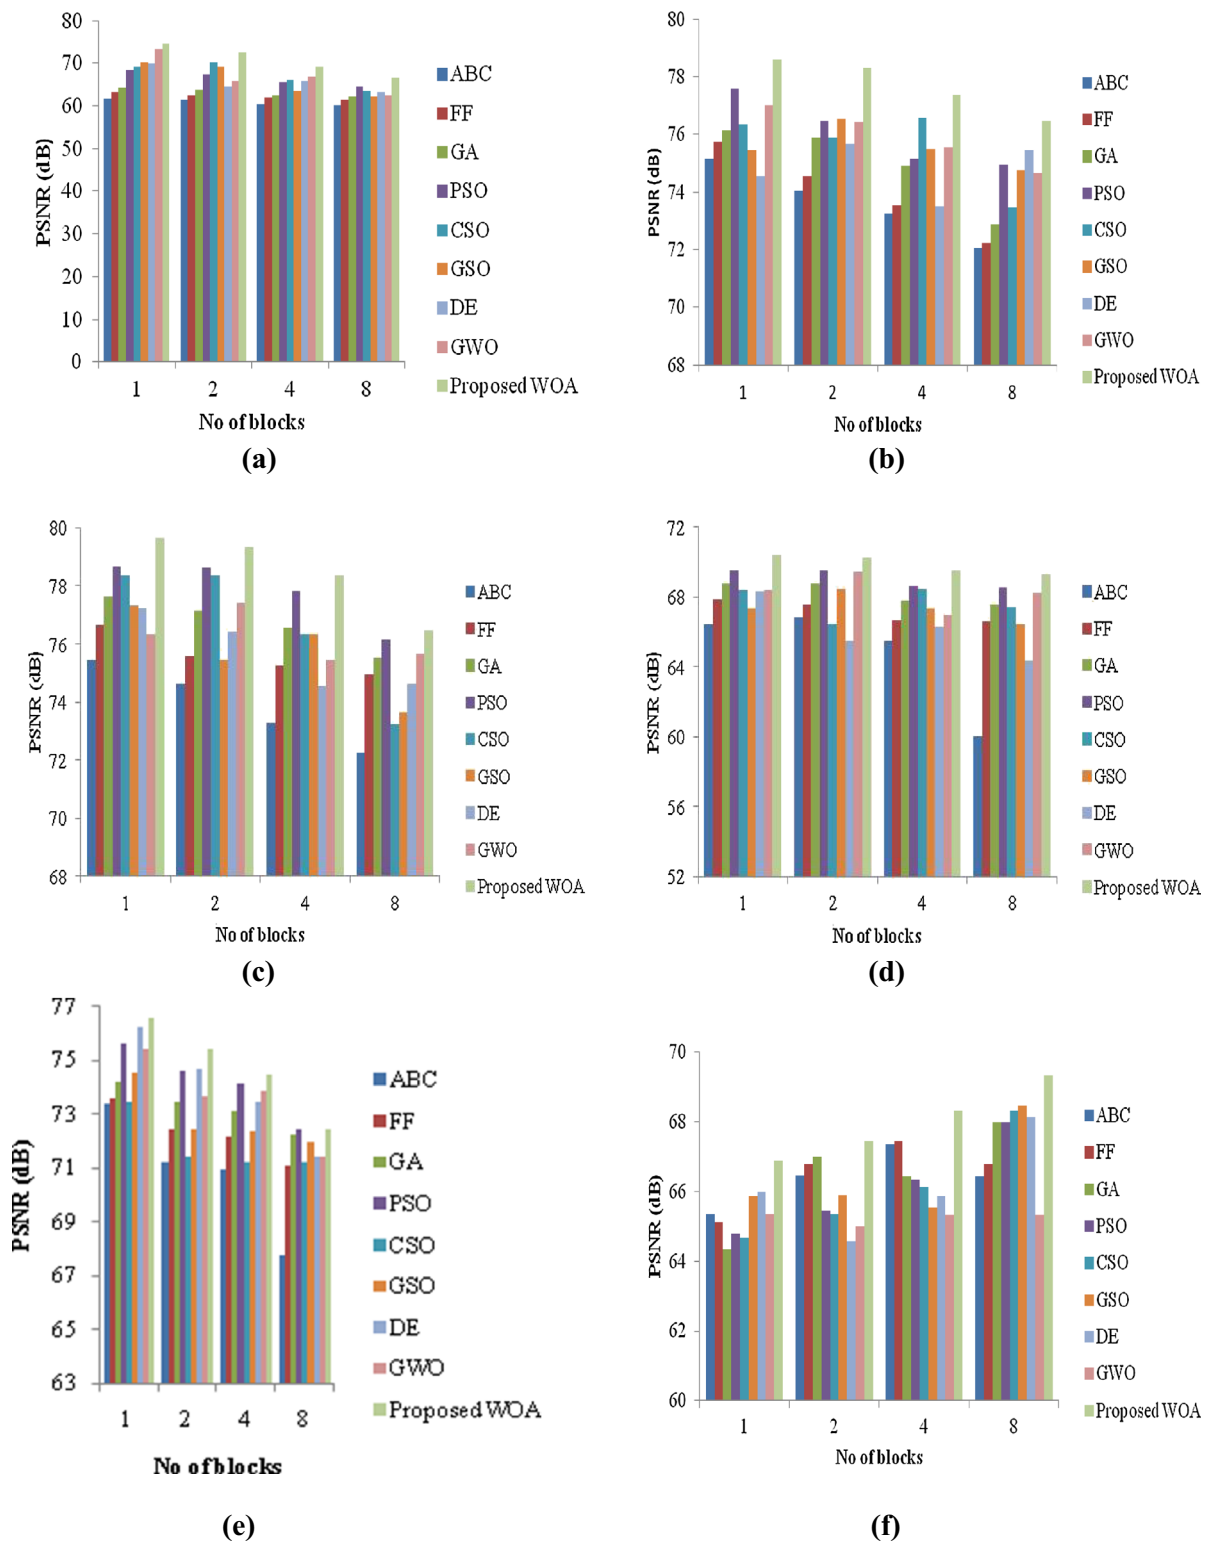 80
70
60
50
40
30
20
10
0
PSNR (dB)
1 2 4 8
No of blocks
ABC
FF
GA
PSO
CSO
GSO
DE
GWO
Proposed WOA
(a)
80
78
76
74
72
70
68
PSNR (dB)
1 2 4 8
No of blocks
ABC
FF
GA
PSO
CSO
GSO
DE
GWO
Proposed WOA
(b)
80
78
76
74
72
70
68
PSNR (dB)
1 2 4 8
No of blocks
ABC
FF
GA
PSO
CSO
GSO
DE
GWO
Proposed WOA
(c)
72
68
64
60
56
52
PSNR (dB)
1 2 4 8
No of blocks
ABC
FF
GA
PSO
CSO
GSO
DE
GWO
Proposed WOA
(d)
77
75
73
71
69
67
65
63
PSNR (dB)
1 2 4 8
No of blocks
ABC
FF
GA
PSO
CSO
GSO
DE
GWO
Proposed WOA
(e)
70
68
66
64
62
60
PSNR (dB)
1 2 4 8
No of blocks
ABC
FF
GA
PSO
CSO
GSO
DE
GWO
Proposed WOA
(f)